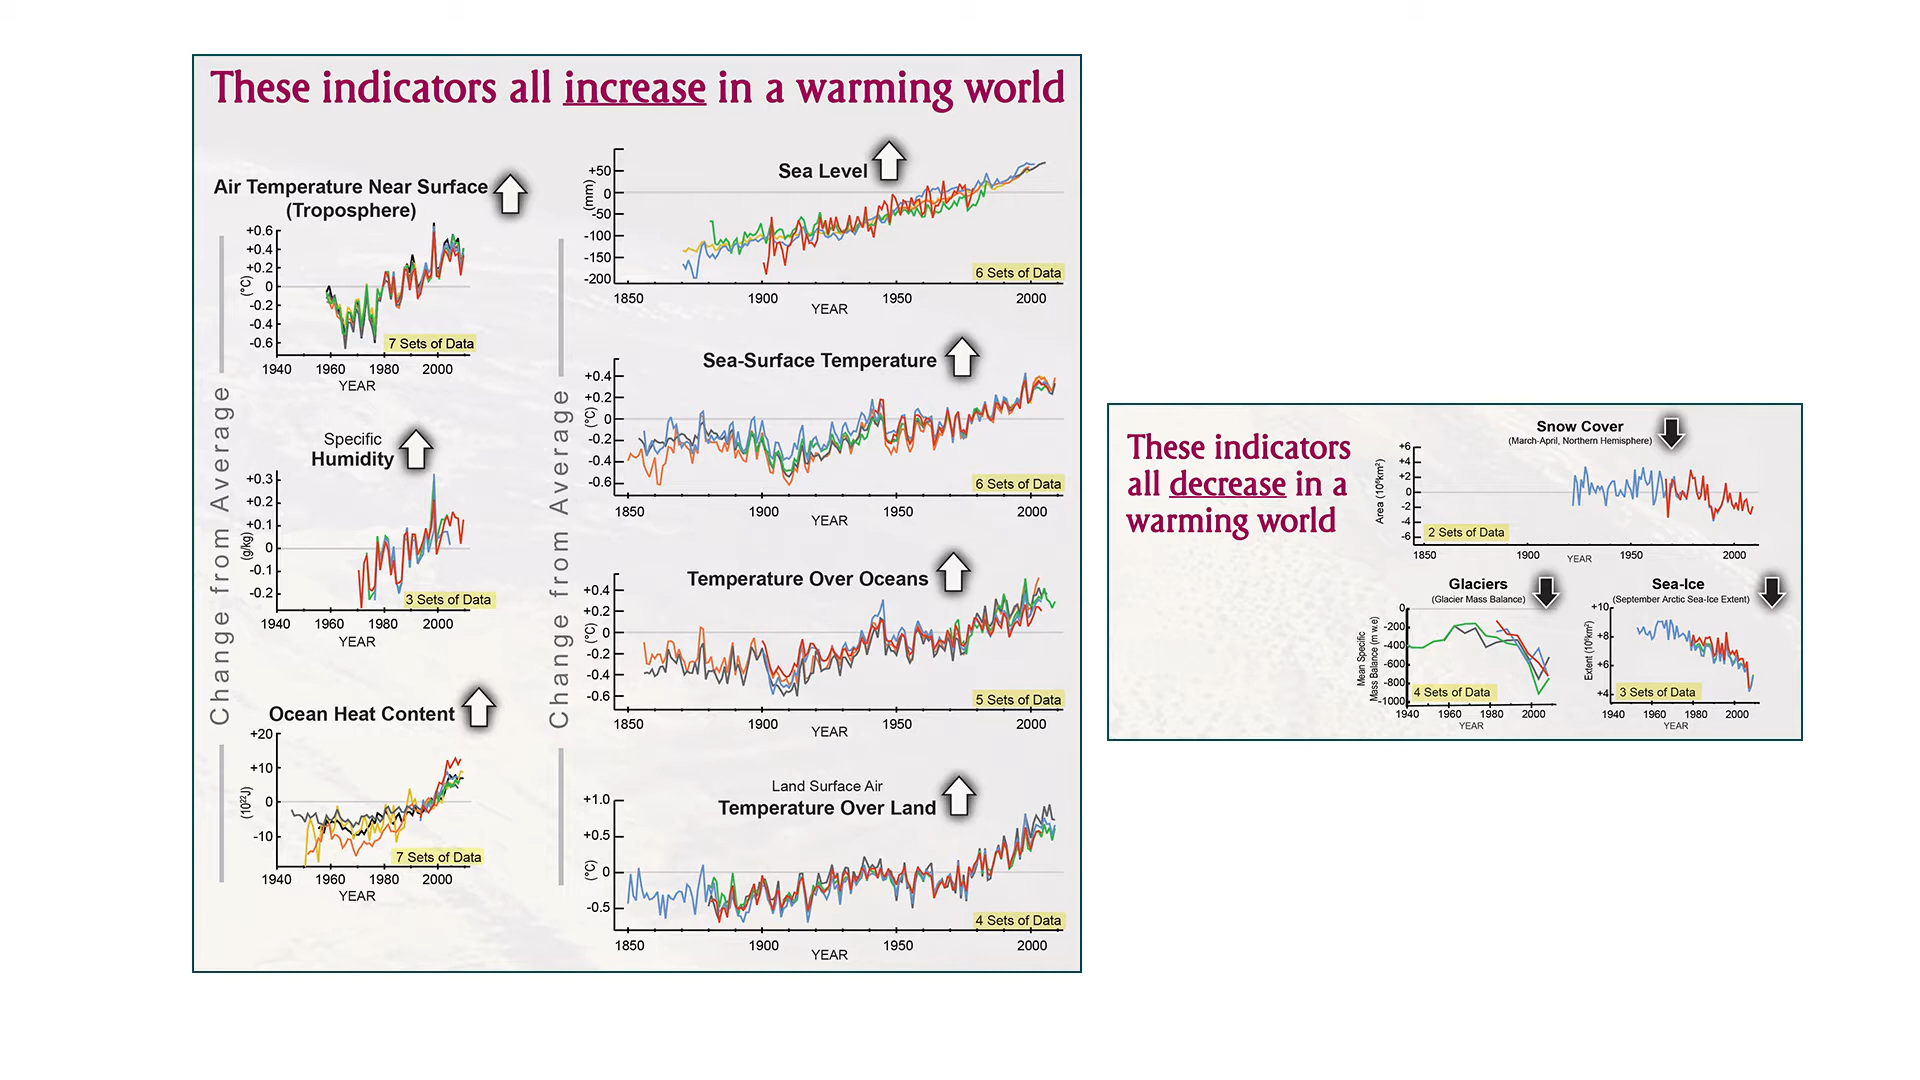 These indicators all increase in a warming world
Air Temperature Near Surface
(Troposphere)
+0.6
+0.4
+0.2
0
-0.2
-0.4
-0.6
(°C)
7 Sets of Data
1940 1960 1980 2000
YEAR
Specific
Humidity
+0.3
+0.2
+0.1
0
-0.1
-0.2
(g/kg)
3 Sets of Data
1940 1960 1980 2000
YEAR
Ocean Heat Content
+20
+10
0
-10
(10²²J)
7 Sets of Data
1940 1960 1980 2000
YEAR
Change from Average
Sea Level
+50
0
-50
-100
-150
-200
(mm)
6 Sets of Data
1850 1900 1950 2000
YEAR
Sea-Surface Temperature
+0.4
+0.2
0
-0.2
-0.4
-0.6
(°C)
6 Sets of Data
1850 1900 1950 2000
YEAR
Temperature Over Oceans
+0.4
+0.2
0
-0.2
-0.4
-0.6
(°C)
5 Sets of Data
1850 1900 1950 2000
YEAR
Land Surface Air
Temperature Over Land
+1.0
+0.5
0
-0.5
(°C)
4 Sets of Data
1850 1900 1950 2000
YEAR
Change from Average
These indicators
all decrease in a
warming world
Snow Cover
(March-April, Northern Hemisphere)
+6
+4
+2
0
-2
-4
-6
Area (10⁶km²)
2 Sets of Data
1850 1900 1950 2000
YEAR
Glaciers
(Glacier Mass Balance)
0
-200
-400
-600
-800
-1000
Mean Specific
Mass Balance (m w.e)
4 Sets of Data
1940 1960 1980 2000
YEAR
Sea-Ice
(September Arctic Sea-Ice Extent)
+10
+8
+6
+4
Extent (10⁶km²)
3 Sets of Data
1940 1960 1980 2000
YEAR